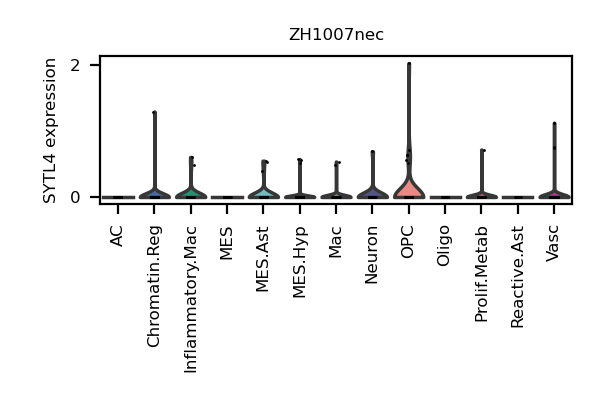 ZH1007nec
SYTL4 expression
2
0
AC
Chromatin.Reg
Inflammatory.Mac
MES
MES.Ast
MES.Hyp
Mac
Neuron
OPC
Oligo
Prolif.Metab
Reactive.Ast
Vasc